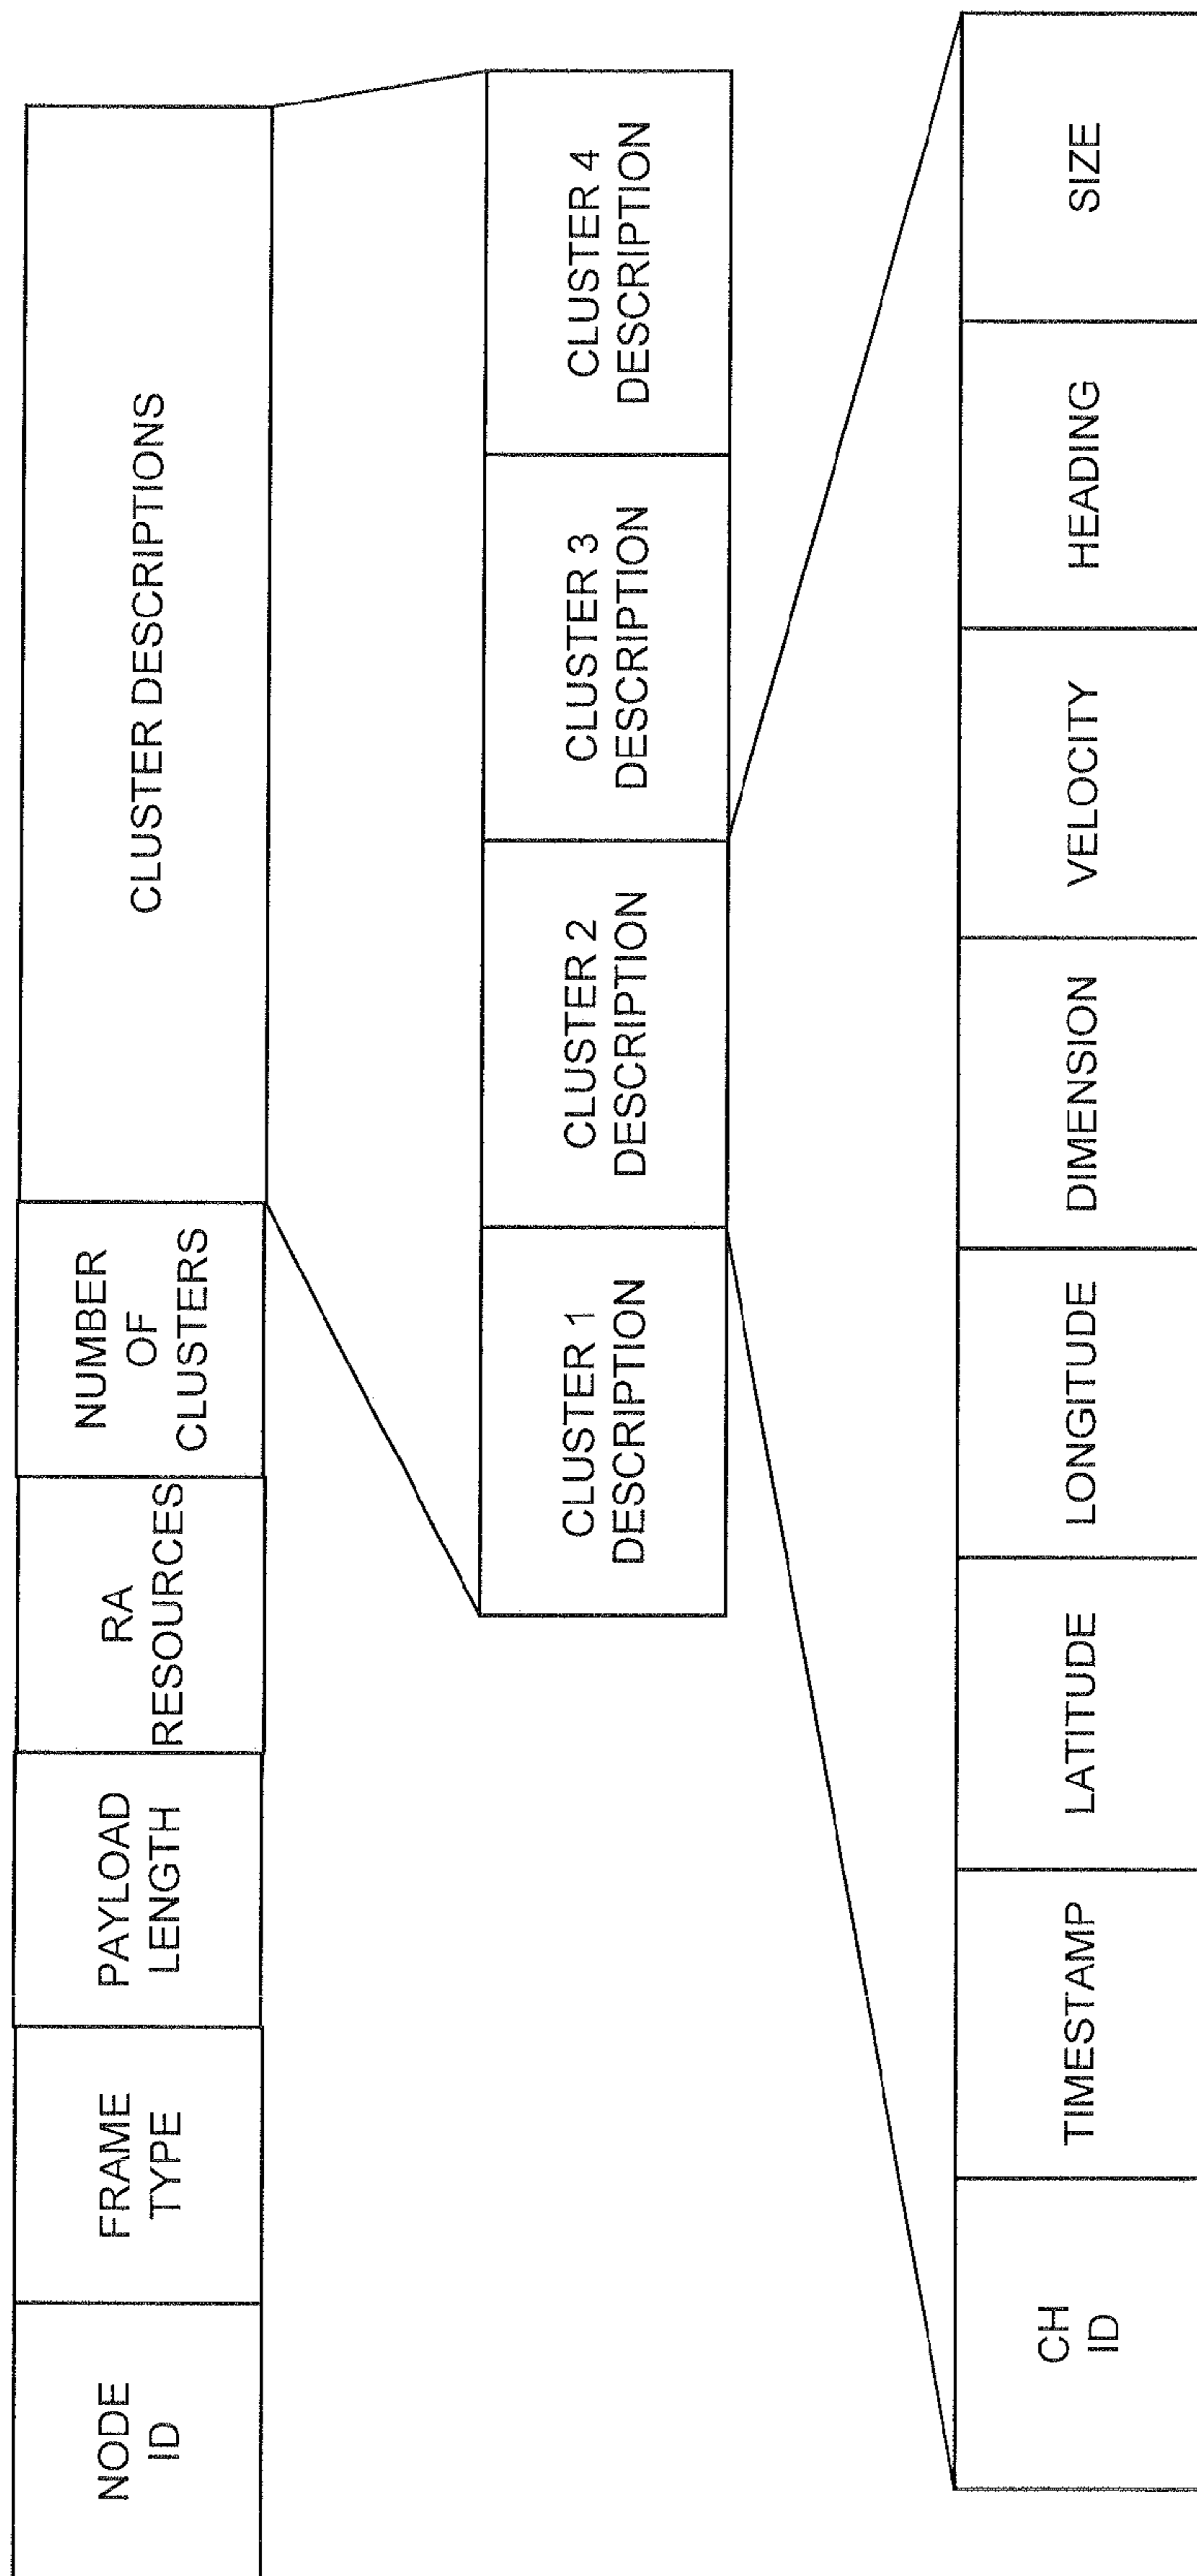 NODE
ID
FRAME
TYPE
PAYLOAD
LENGTH
RA
RESOURCES
NUMBER
OF
CLUSTERS
CLUSTER DESCRIPTIONS
CLUSTER 1
DESCRIPTION
CLUSTER 2
DESCRIPTION
CLUSTER 3
DESCRIPTION
CLUSTER 4
DESCRIPTION
CH
ID
TIMESTAMP
LATITUDE
LONGITUDE
DIMENSION
VELOCITY
HEADING
SIZE